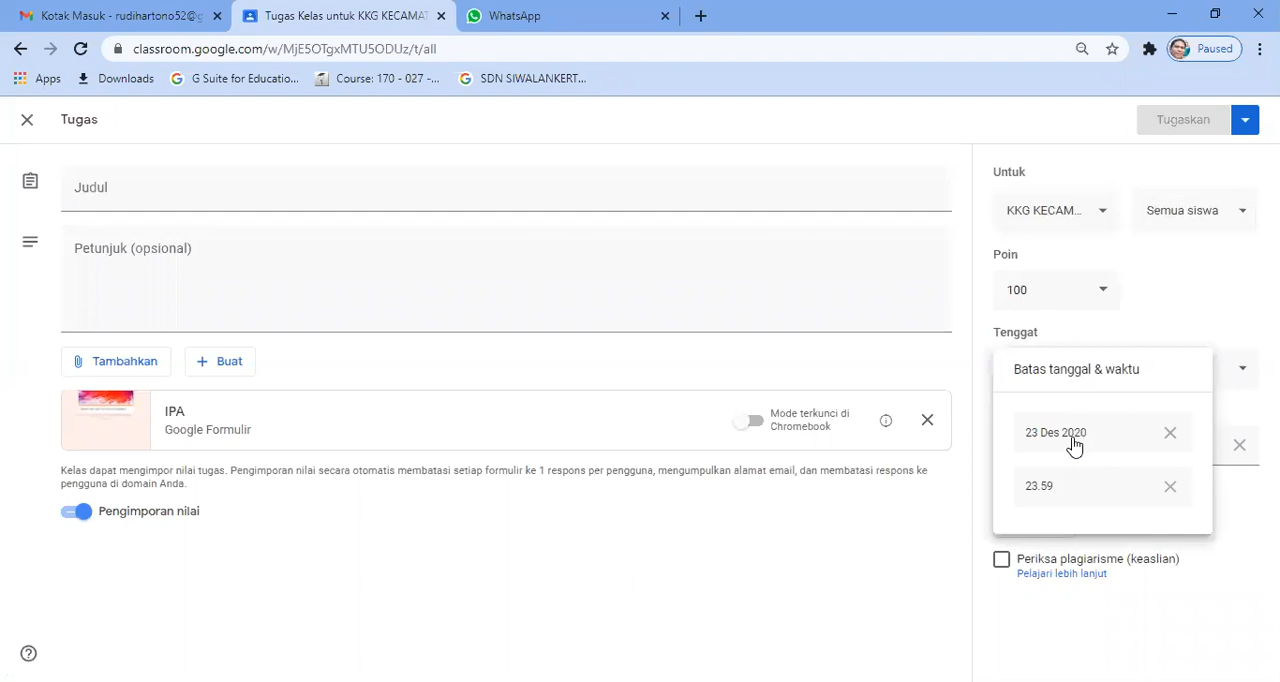 Kotak Masuk - rudihartono52@g
Tugas Kelas untuk KKG KECAMAT
WhatsApp
classroom.google.com/w/MjE5OTgxMTU5ODUz/t/all
Paused
Apps
Downloads
G Suite for Educatio...
Course: 170 - 027 -...
SDN SIWALANKERT...
Tugas
Tugaskan
Judul
Petunjuk (opsional)
Tambahkan
Buat
IPA
Google Formulir
Mode terkunci di
Chromebook
Kelas dapat mengimpor nilai tugas. Pengimporan nilai secara otomatis membatasi setiap formulir ke 1 respons per pengguna, mengumpulkan alamat email, dan membatasi respons ke
pengguna di domain Anda.
Pengimporan nilai
Untuk
KKG KECAM...
Semua siswa
Poin
100
Tenggat
Batas tanggal & waktu
23 Des 2020
23.59
Periksa plagiarisme (keaslian)
Pelajari lebih lanjut